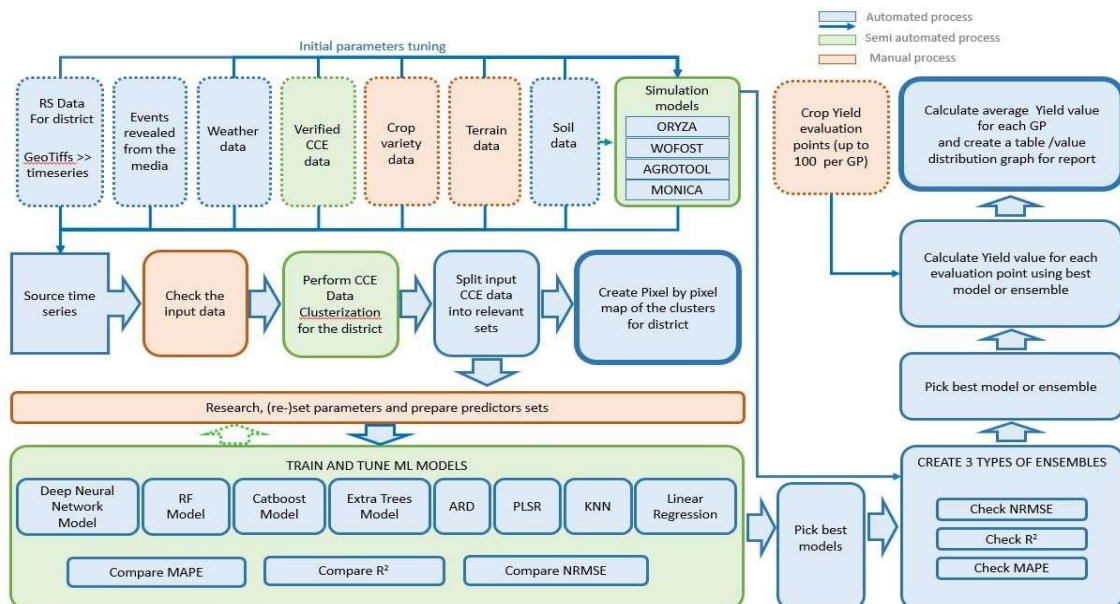 Automated process
Semi automated process
Manual process
Initial parameters tuning
RS Data
For district
GeoTiffs >>
timeseries
Events
revealed
from the
media
Weather
data
Verified
CCE
data
Crop
variety
data
Terrain
data
Soil
data
Simulation
models
ORYZA
WOFOST
AGROTOOL
MONICA
Crop Yield
evaluation
points (up to
100 per GP)
Calculate average Yield value
for each GP
and create a table /value
distribution graph for report
Source time
series
Check the
input data
Perform CCE
Data
Clusterization
for the district
Split input
CCE data
into relevant
sets
Create Pixel by pixel
map of the clusters
for district
Calculate Yield value for each
evaluation point using best
model or ensemble
Pick best model or ensemble
Research, (re-)set parameters and prepare predictors sets
TRAIN AND TUNE ML MODELS
Deep Neural
Network
Model
RF
Model
Catboost
Model
Extra Trees
Model
ARD
PLSR
KNN
Linear
Regression
Compare MAPE
Compare R²
Compare NRMSE
Pick best
models
CREATE 3 TYPES OF ENSEMBLES
Check NRMSE
Check R²
Check MAPE